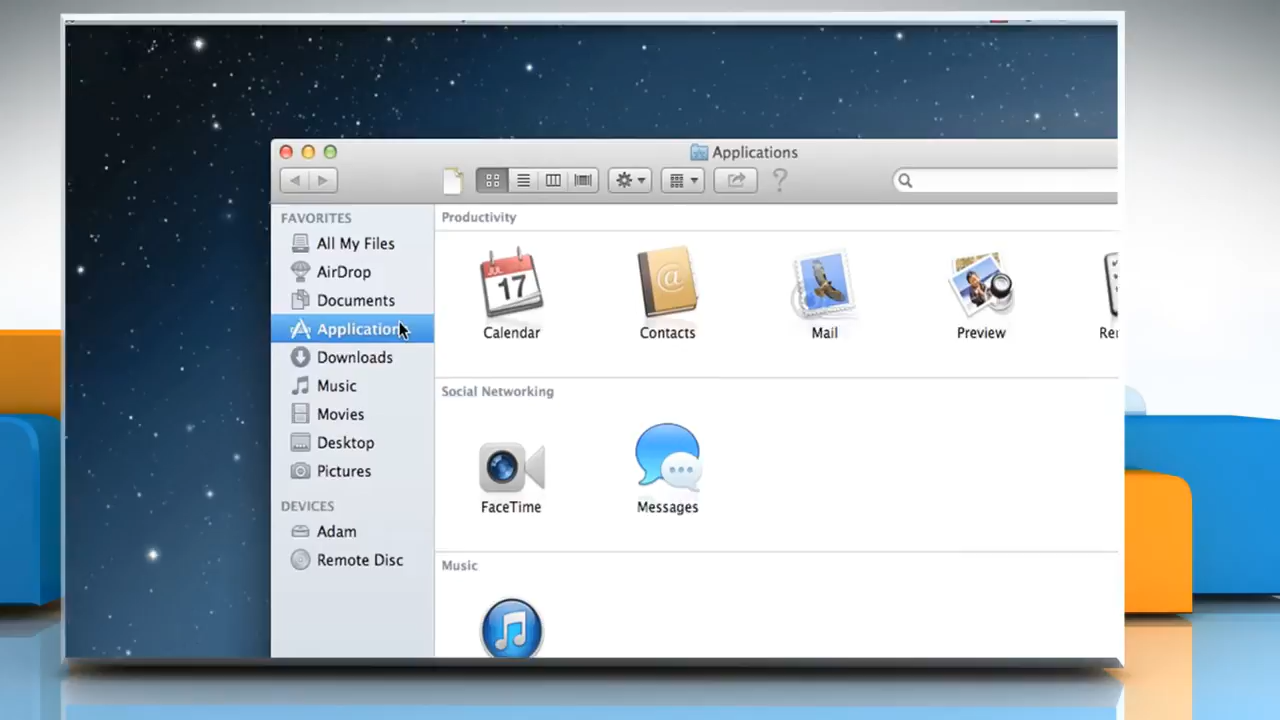 Applications
FAVORITES
All My Files
AirDrop
Documents
Application
Downloads
Music
Movies
Desktop
Pictures
DEVICES
Adam
Remote Disc
Productivity
JUL
17
@
Calendar
Contacts
Mail
Preview
Social Networking
FaceTime
Messages
Music